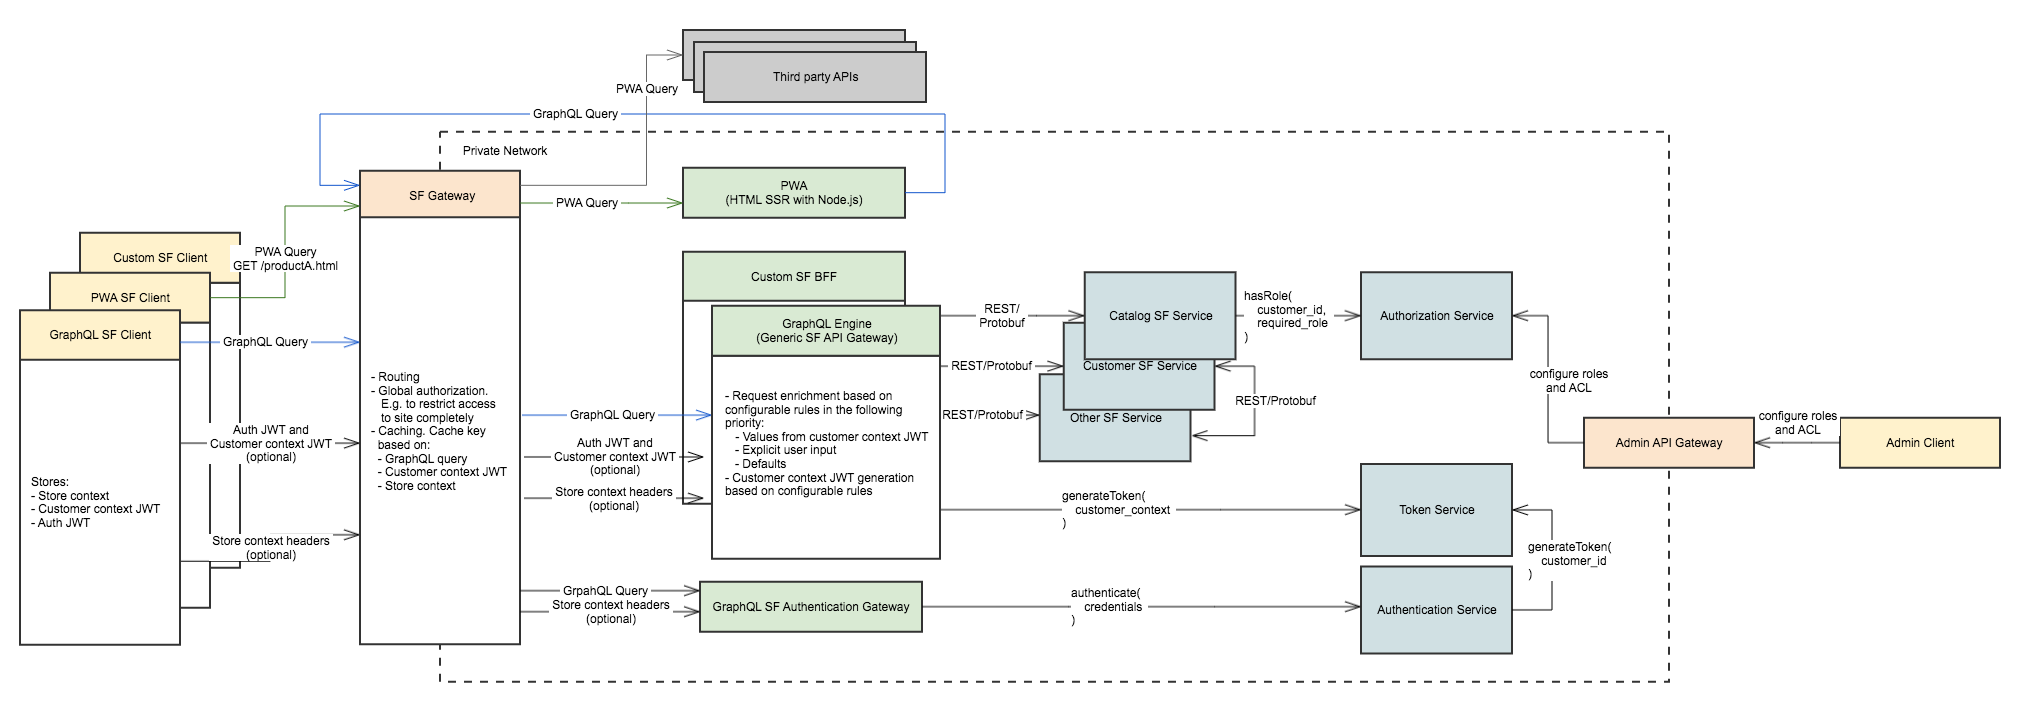 Third party APIs
PWA Query
GraphQL Query
Private Network
SF Gateway
PWA Query
PWA
(HTML SSR with Node.js)
Custom SF Client
PWA Query
GET /productA.html
PWA SF Client
GraphQL SF Client
GraphQL Query
Stores:
- Store context
- Customer context JWT
- Auth JWT
Auth JWT and
Customer context JWT
(optional)
Store context headers
(optional)
- Routing
- Global authorization.
E.g. to restrict access
to site completely
- Caching. Cache key
based on:
- GraphQL query
- Customer context JWT
- Store context
GraphQL Query
Auth JWT and
Customer context JWT
(optional)
Store context headers
(optional)
GrpahQL Query
Store context headers
(optional)
Custom SF BFF
GraphQL Engine
(Generic SF API Gateway)
- Request enrichment based on
configurable rules in the following
priority:
- Values from customer context JWT
- Explicit user input
- Defaults
- Customer context JWT generation
based on configurable rules
GraphQL SF Authentication Gateway
REST/
Protobuf
REST/Protobuf
REST/Protobuf
Catalog SF Service
Customer SF Service
Other SF Service
REST/Protobuf
hasRole(
customer_id,
required_role
)
Authorization Service
generateToken(
customer_context
)
Token Service
authenticate(
credentials
)
Authentication Service
generateToken(
customer_id
)
configure roles
and ACL
Admin API Gateway
configure roles
and ACL
Admin Client